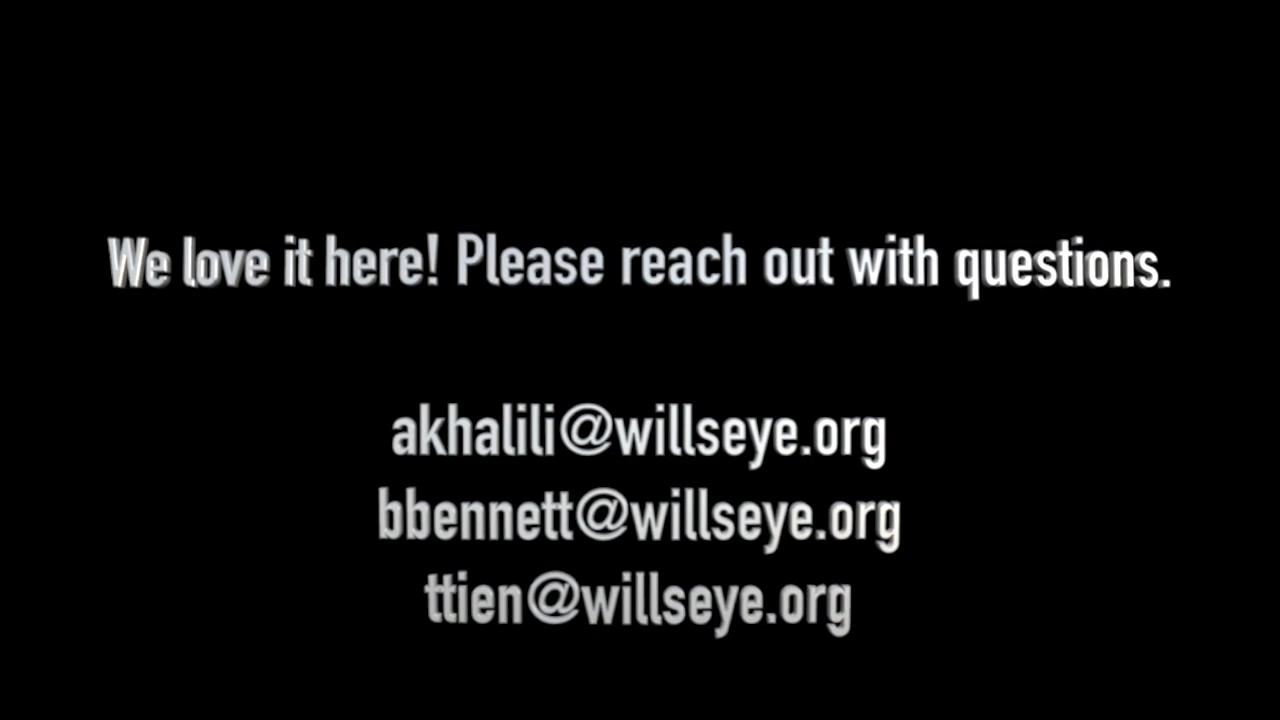 We love it here! Please reach out with questions.
akhalili@willseye.org
bbennett@willseye.org
ttien@willseye.org